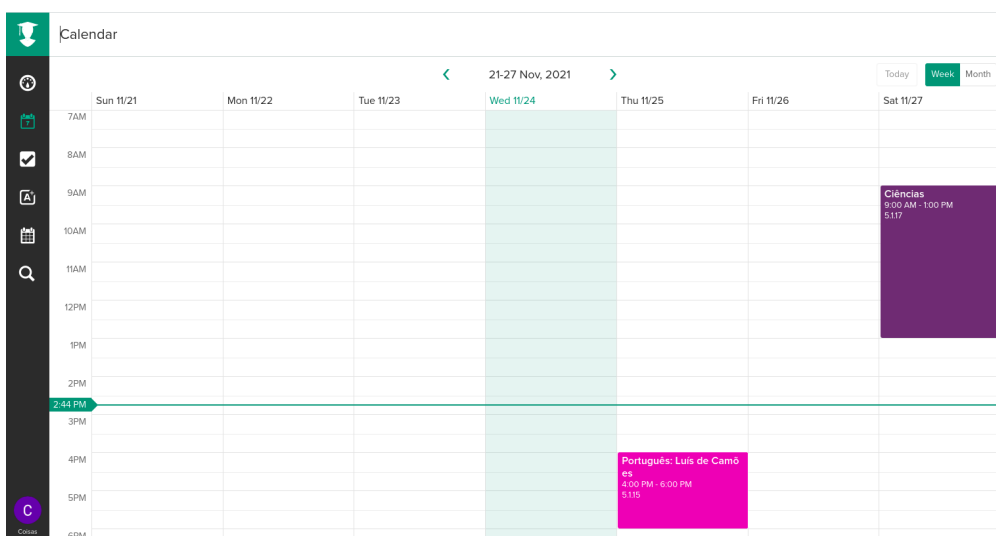 Calendar
21-27 Nov, 2021
Today Week Month
Sun 11/21 Mon 11/22 Tue 11/23 Wed 11/24 Thu 11/25 Fri 11/26 Sat 11/27
7AM
8AM
9AM
Ciências
9:00 AM - 1:00 PM
5.1.17
10AM
11AM
12PM
1PM
2PM
2:44 PM
3PM
4PM
Português: Luís de Camõ
es
4:00 PM - 6:00 PM
5.1.15
5PM
6PM
C
Coisas